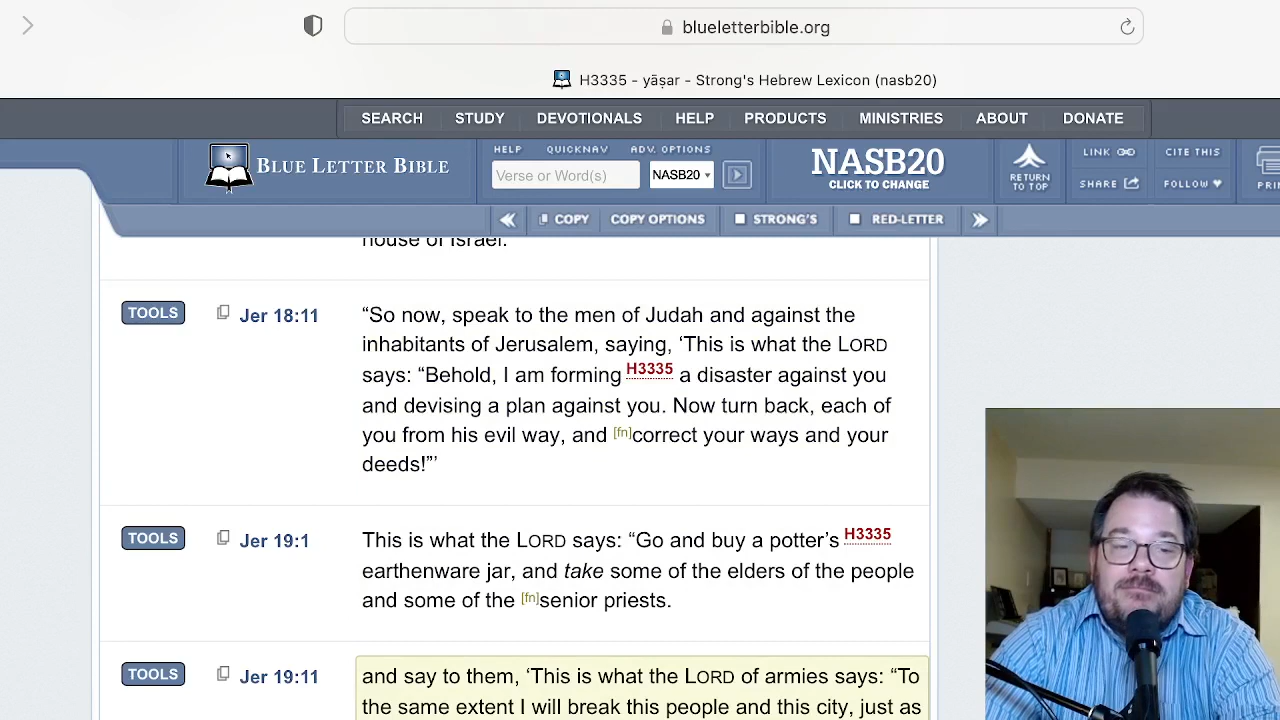 blueletterbible.org
H3335 - yāṣar - Strong's Hebrew Lexicon (nasb20)
SEARCH STUDY DEVOTIONALS HELP PRODUCTS MINISTRIES ABOUT DONATE
BLUE LETTER BIBLE
HELP QUICKNAV ADV. OPTIONS
Verse or Word(s) NASB20
NASB20
CLICK TO CHANGE
RETURN
TO TOP
LINK CITE THIS
SHARE FOLLOW
COPY COPY OPTIONS STRONG'S RED-LETTER
house of Israel.
TOOLS Jer 18:11 “So now, speak to the men of Judah and against the
inhabitants of Jerusalem, saying, ‘This is what the LORD
says: “Behold, I am forming H3335 a disaster against you
and devising a plan against you. Now turn back, each of
you from his evil way, and [fn]correct your ways and your
deeds!”’
TOOLS Jer 19:1 This is what the LORD says: “Go and buy a potter’s H3335
earthenware jar, and take some of the elders of the people
and some of the [fn]senior priests.
TOOLS Jer 19:11 and say to them, ‘This is what the LORD of armies says: “To
the same extent I will break this people and this city, just as